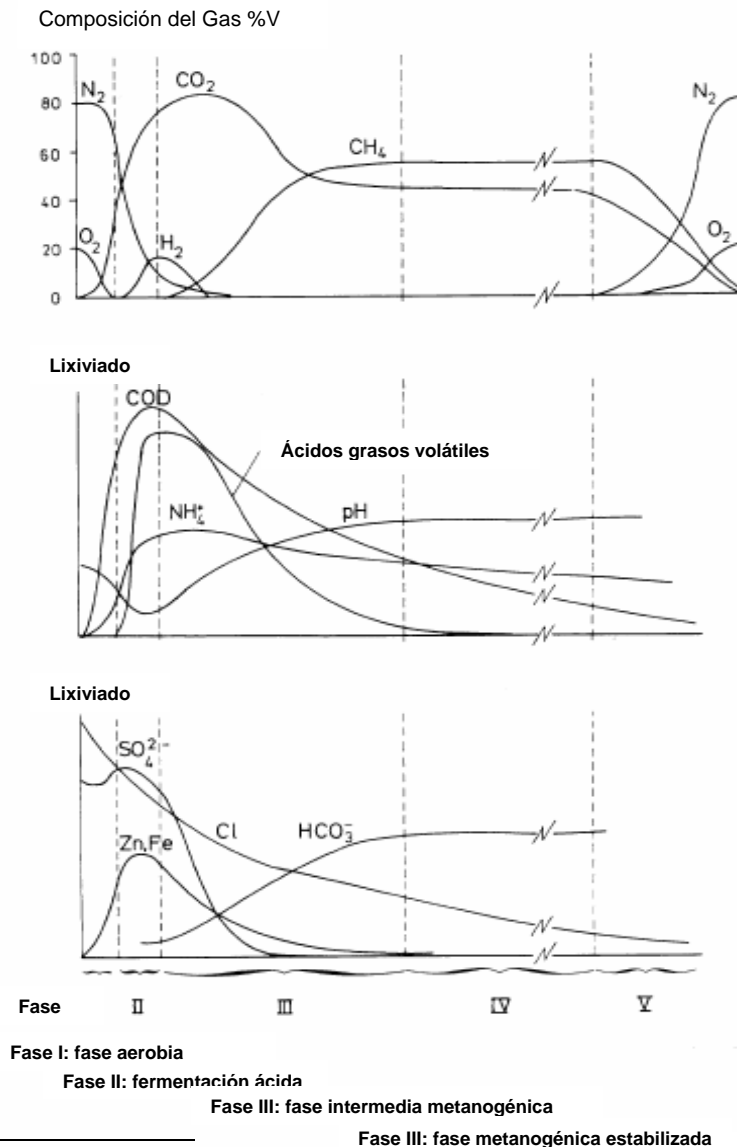 Composición del Gas %V
100
N₂
CO₂
N₂
80
60
CH₄
40
O₂
H₂
O₂
20
0
N
N
N
Lixiviado
COD
Ácidos grasos volátiles
NH₄⁺
pH
Lixiviado
SO₄²⁻
Cl
HCO₃⁻
Zn,Fe
Fase II III IV V
Fase I: fase aerobia
Fase II: fermentación ácida
Fase III: fase intermedia metanogénica
Fase III: fase metanogénica estabilizada